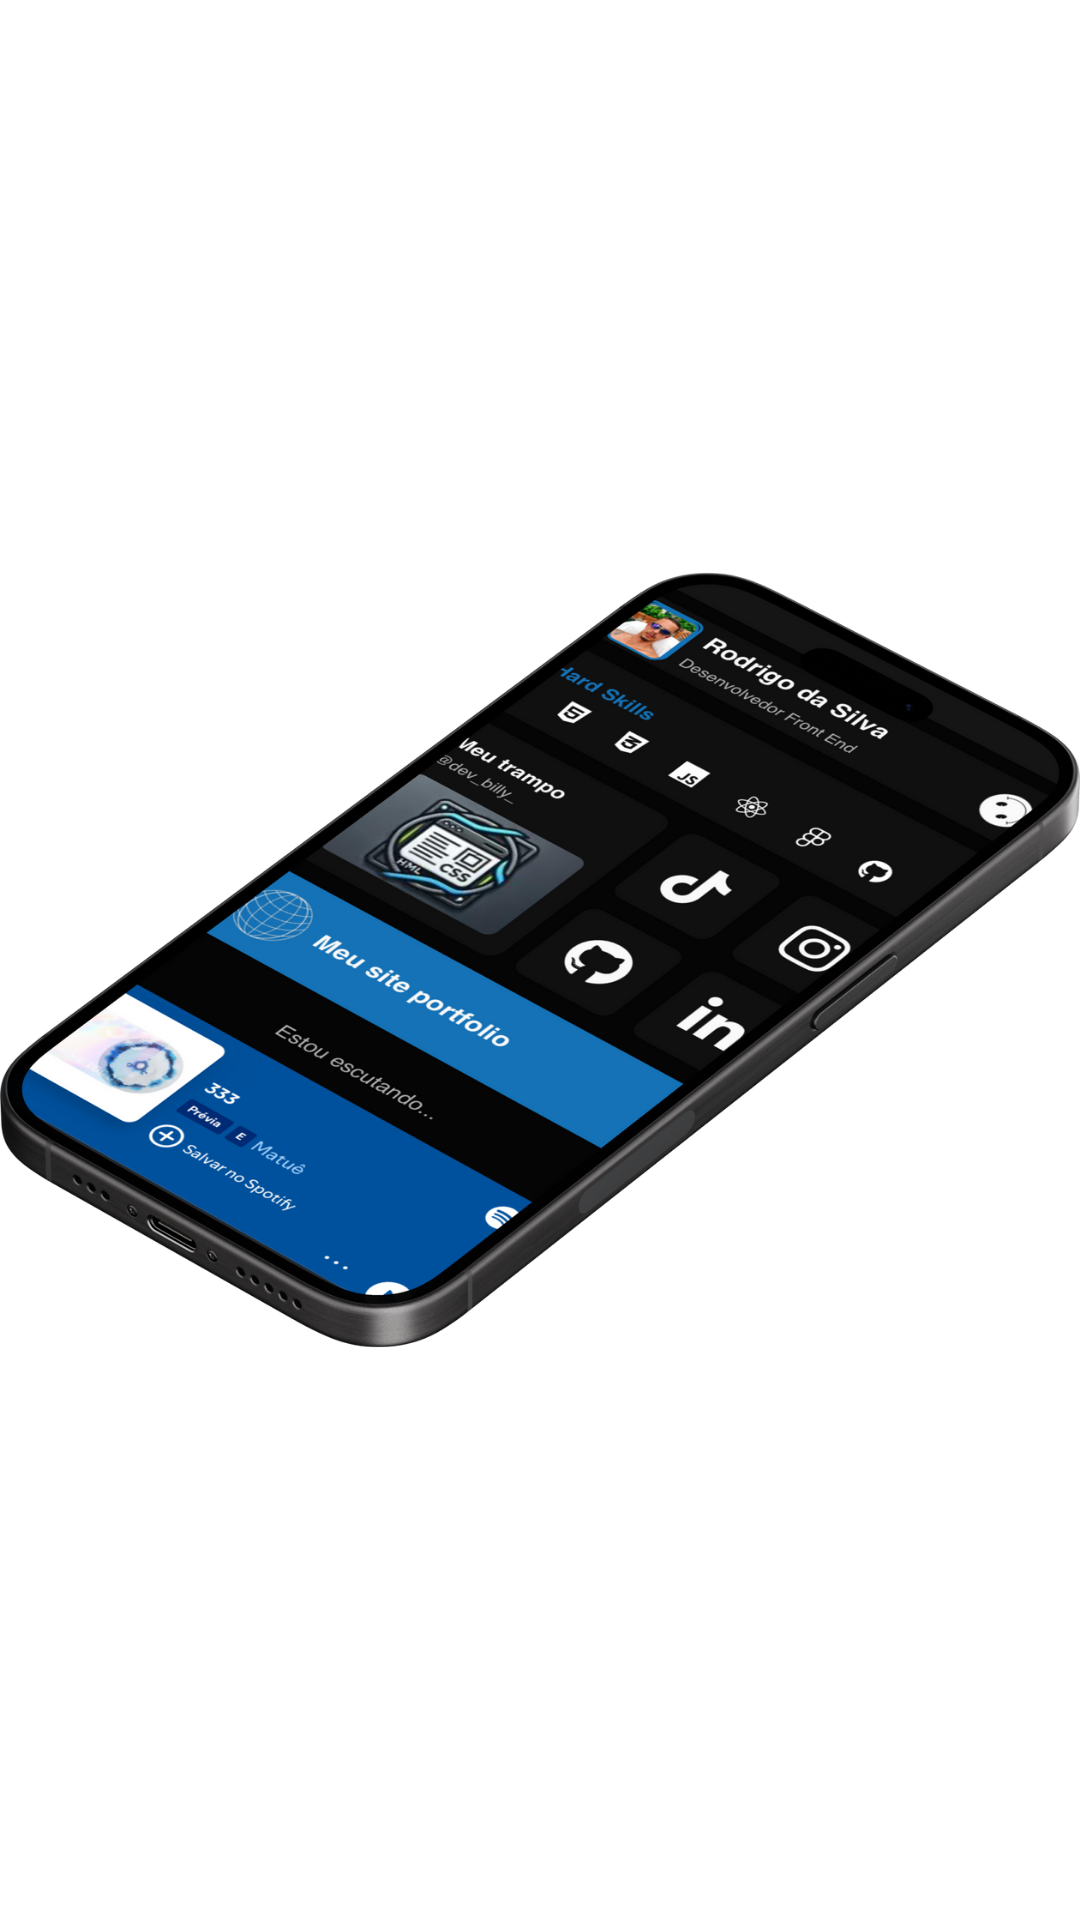 Rodrigo da Silva
Desenvolvedor Front End
Hard Skills
JS
Meu trampo
@dev_billy_
HML
CSS
in
Meu site portfolio
Estou escutando...
333
Prévia E Matuê
Salvar no Spotify